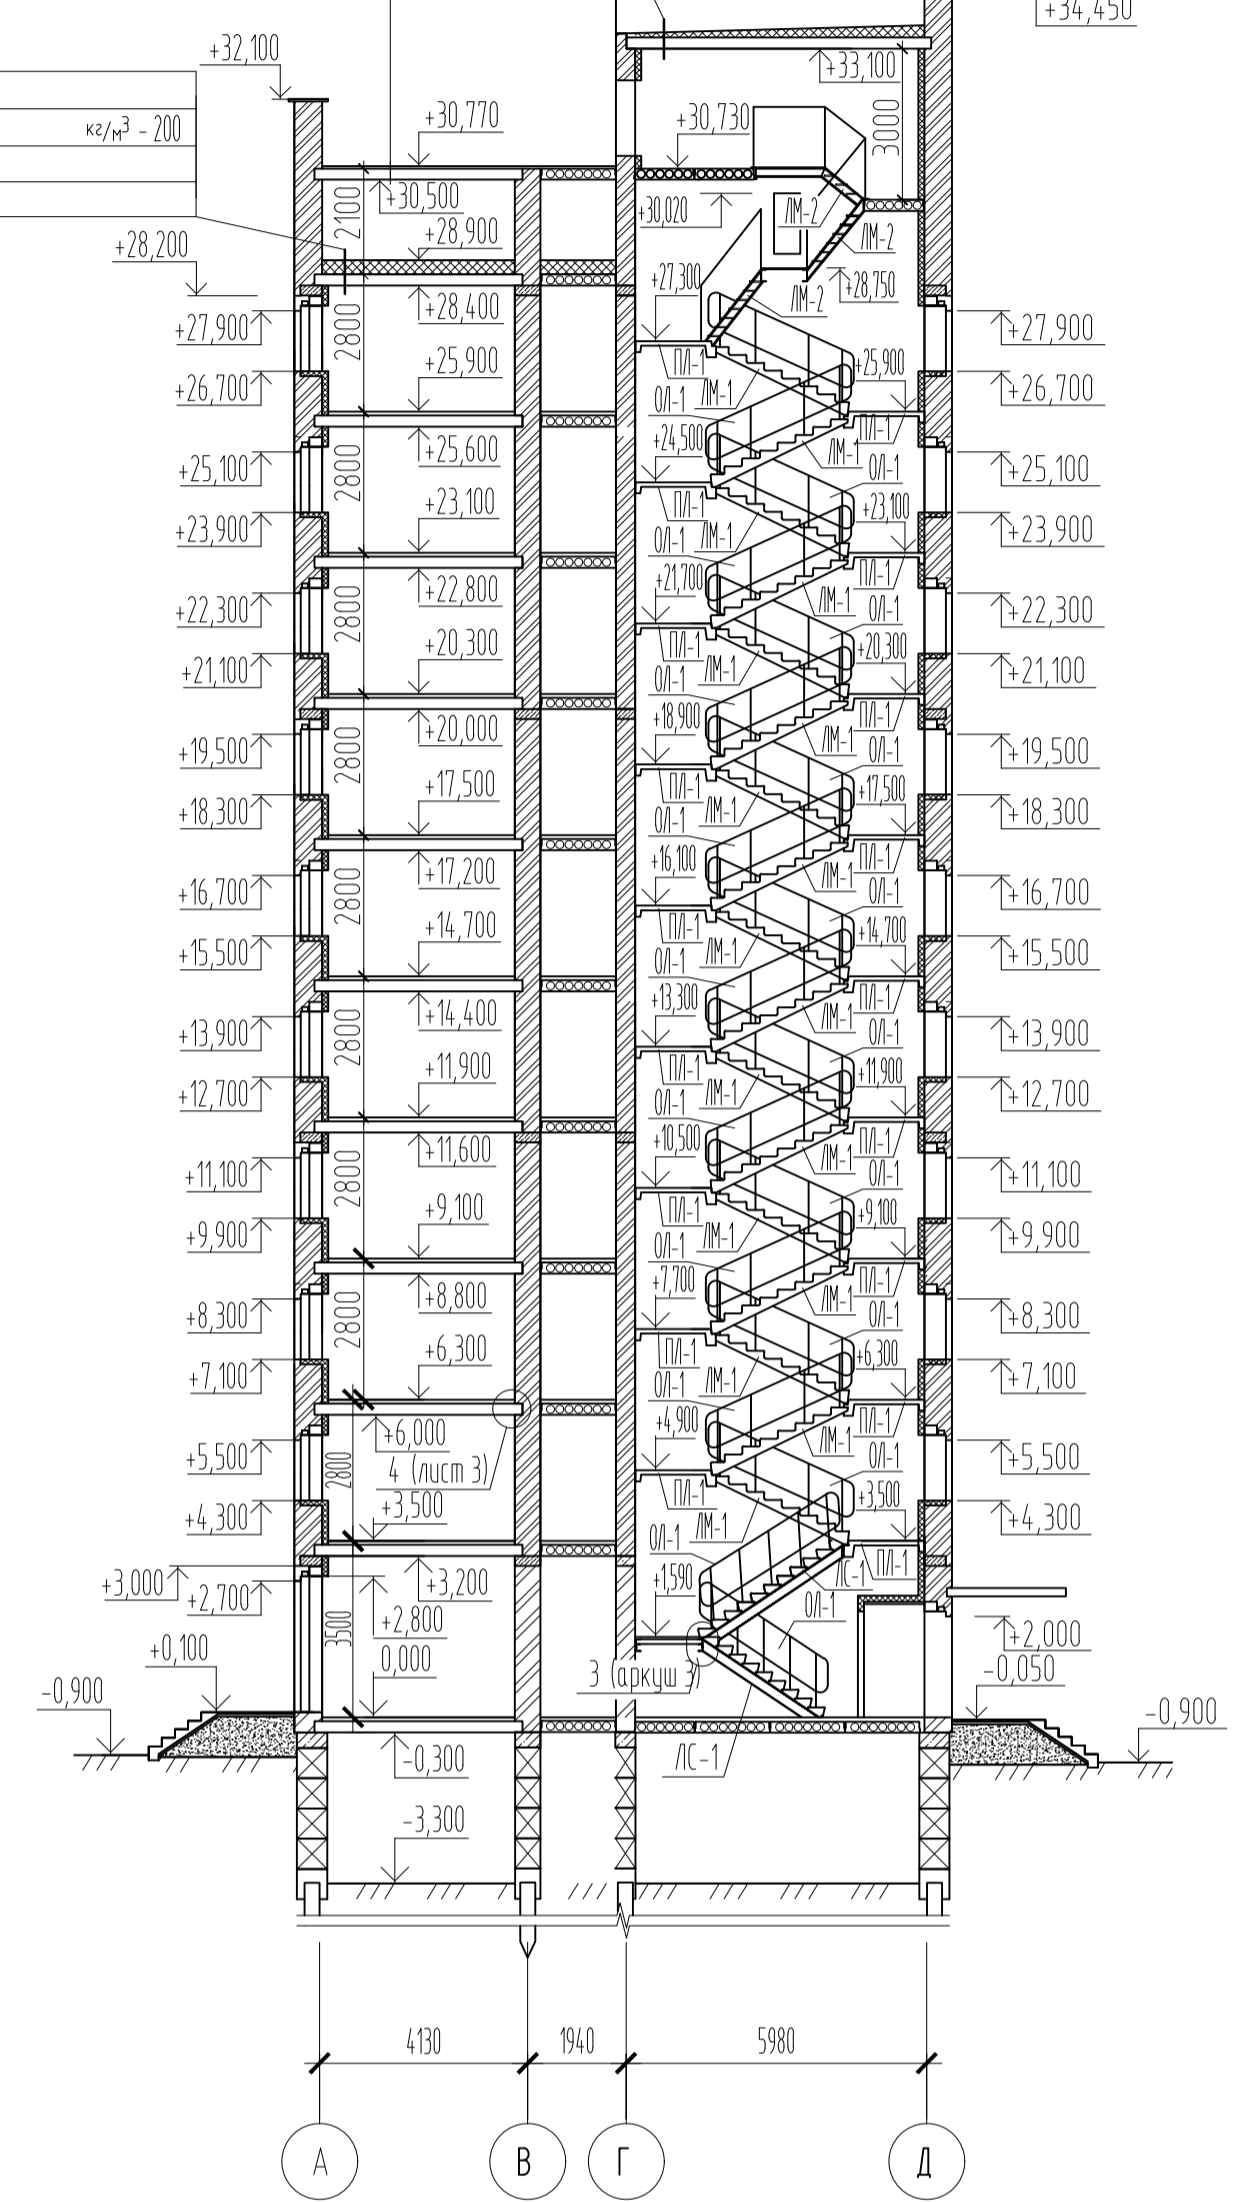 +34,450
+32,100
+33,100
кг/м³ - 200
+30,770
+30,730
3000
2100
+30,500
+30,020
ЛМ-2
ЛМ-2
+28,200
+28,900
+27,300
+28,750
ЛМ-2
+27,900
2800
+28,400
+27,900
+25,900
ПЛ-1
+25,900
+26,700
ОЛ-1
ЛМ-1
+26,700
+25,100
2800
+25,600
+24,500
ПЛ-1
ЛМ-1
+25,100
+23,100
ПЛ-1
ОЛ-1
+23,100
+23,900
ОЛ-1
ЛМ-1
+23,900
+22,300
2800
+22,800
+21,700
ПЛ-1
ЛМ-1
ОЛ-1
+22,300
+20,300
ПЛ-1
+20,300
+21,100
ОЛ-1
ЛМ-1
+21,100
+19,500
2800
+20,000
+18,900
ПЛ-1
ЛМ-1
ОЛ-1
+19,500
+17,500
ПЛ-1
+17,500
+18,300
ОЛ-1
ЛМ-1
+18,300
+16,700
2800
+17,200
+16,100
ПЛ-1
ЛМ-1
ОЛ-1
+16,700
+14,700
ПЛ-1
+14,700
+15,500
ОЛ-1
ЛМ-1
+15,500
+13,900
2800
+14,400
+13,300
ПЛ-1
ЛМ-1
ОЛ-1
+13,900
+11,900
ПЛ-1
+11,900
+12,700
ОЛ-1
ЛМ-1
+12,700
+11,100
2800
+11,600
+10,500
ПЛ-1
ЛМ-1
ОЛ-1
+11,100
+9,100
ПЛ-1
+9,100
+9,900
ОЛ-1
ЛМ-1
+9,900
+8,300
2800
+8,800
+7,700
ПЛ-1
ЛМ-1
ОЛ-1
+8,300
+6,300
ПЛ-1
+6,300
+7,100
ОЛ-1
ЛМ-1
+7,100
+5,500
2800
+6,000
4 (лист 3)
+4,900
ПЛ-1
ЛМ-1
ОЛ-1
+5,500
+3,500
ПЛ-1
+3,500
+4,300
ЛМ-1
+4,300
+3,000
+2,700
3500
+3,200
+2,800
ОЛ-1
+1,590
ЛС-1
ПЛ-1
ОЛ-1
+2,000
+0,100
0,000
3 (аркуш 3)
-0,050
-0,900
-0,900
-0,300
ЛС-1
-3,300
4130
1940
5980
А
В
Г
Д